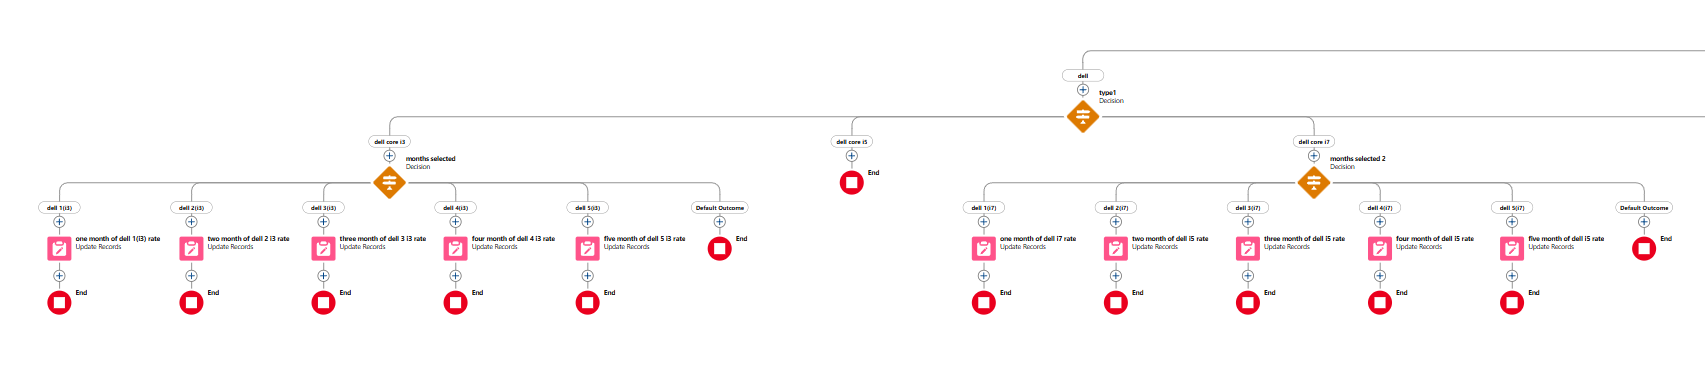 dell
type1
Decision
dell core i3
dell core i5
dell core i7
months selected
Decision
End
months selected 2
Decision
dell 1(i3)
dell 2(i3)
dell 3(i3)
dell 4(i3)
dell 5(i3)
Default Outcome
dell 1(i7)
dell 2(i7)
dell 3(i7)
dell 4(i7)
dell 5(i7)
Default Outcome
one month of dell 1(i3) rate
Update Records
two month of dell 2 i3 rate
Update Records
three month of dell 3 i3 rate
Update Records
four month of dell 4 i3 rate
Update Records
five month of dell 5 i3 rate
Update Records
End
one month of dell i7 rate
Update Records
two month of dell i5 rate
Update Records
three month of dell i5 rate
Update Records
four month of dell i5 rate
Update Records
five month of dell i5 rate
Update Records
End
End
End
End
End
End
End
End
End
End
End